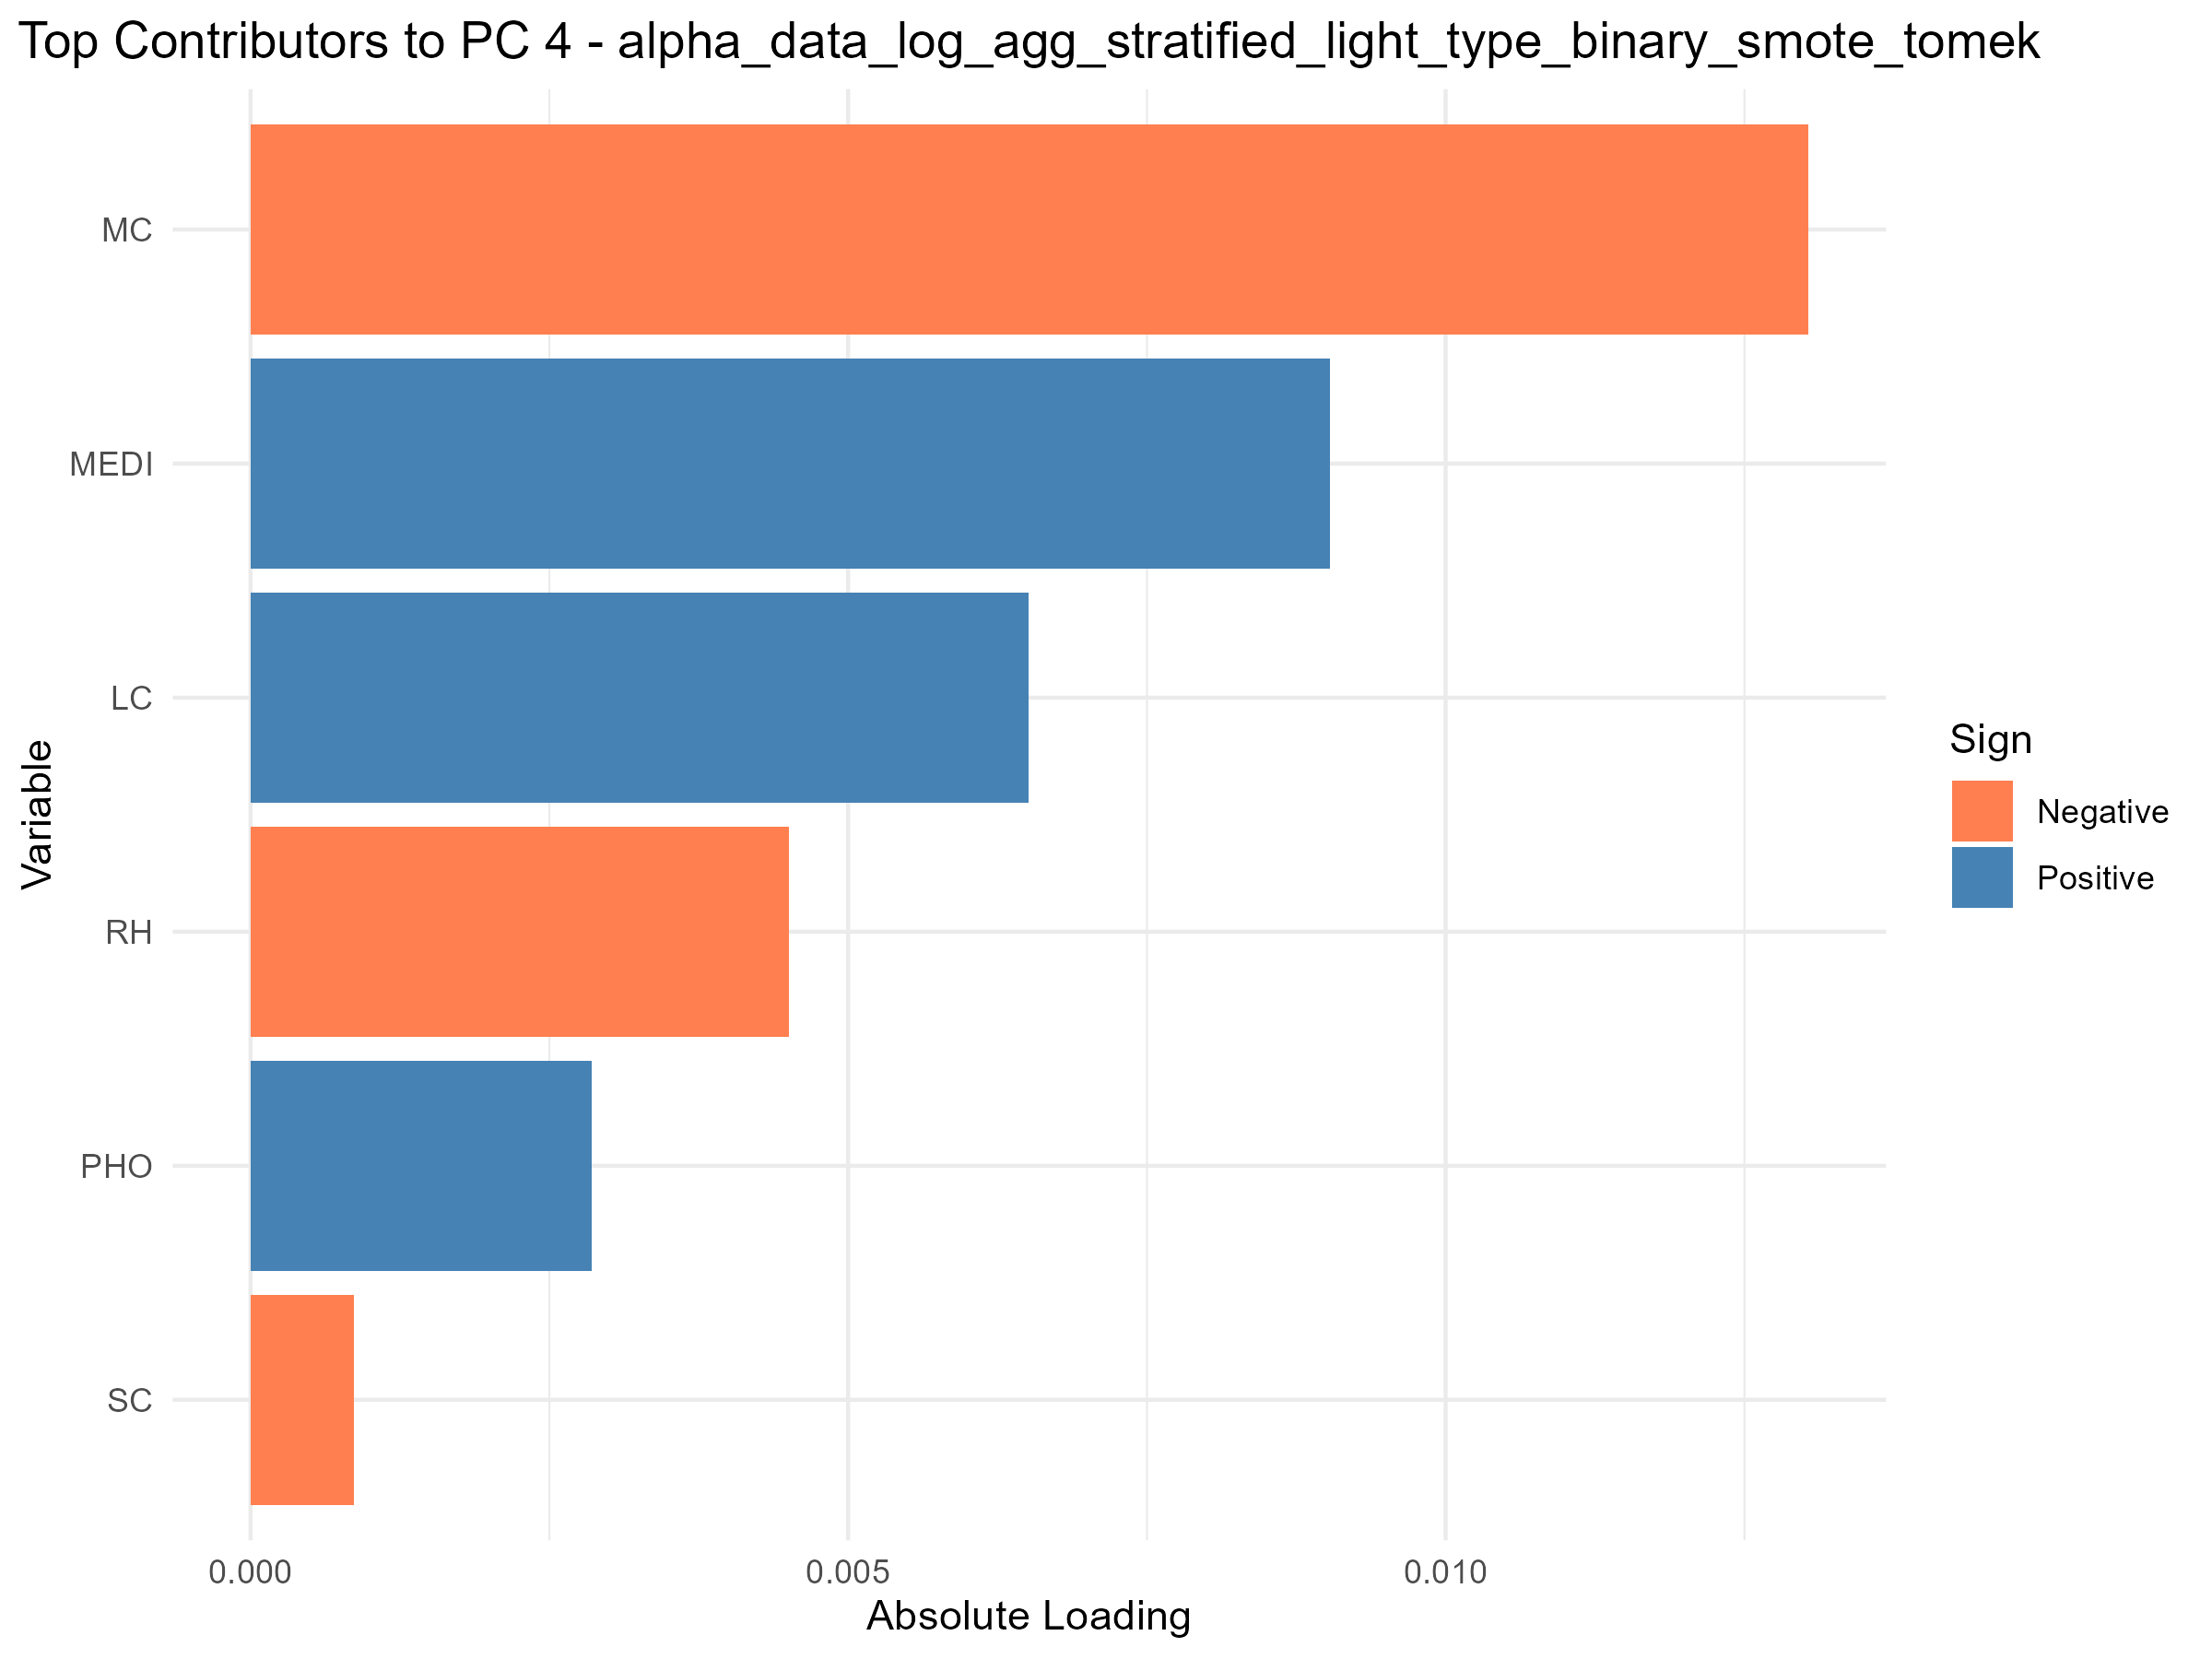 Top Contributors to PC 4 - alpha_data_log_agg_stratified_light_type_binary_smote_tomek
MC
MEDI
LC
RH
PHO
SC
Variable
0.000 0.005 0.010
Absolute Loading
Sign
Negative
Positive